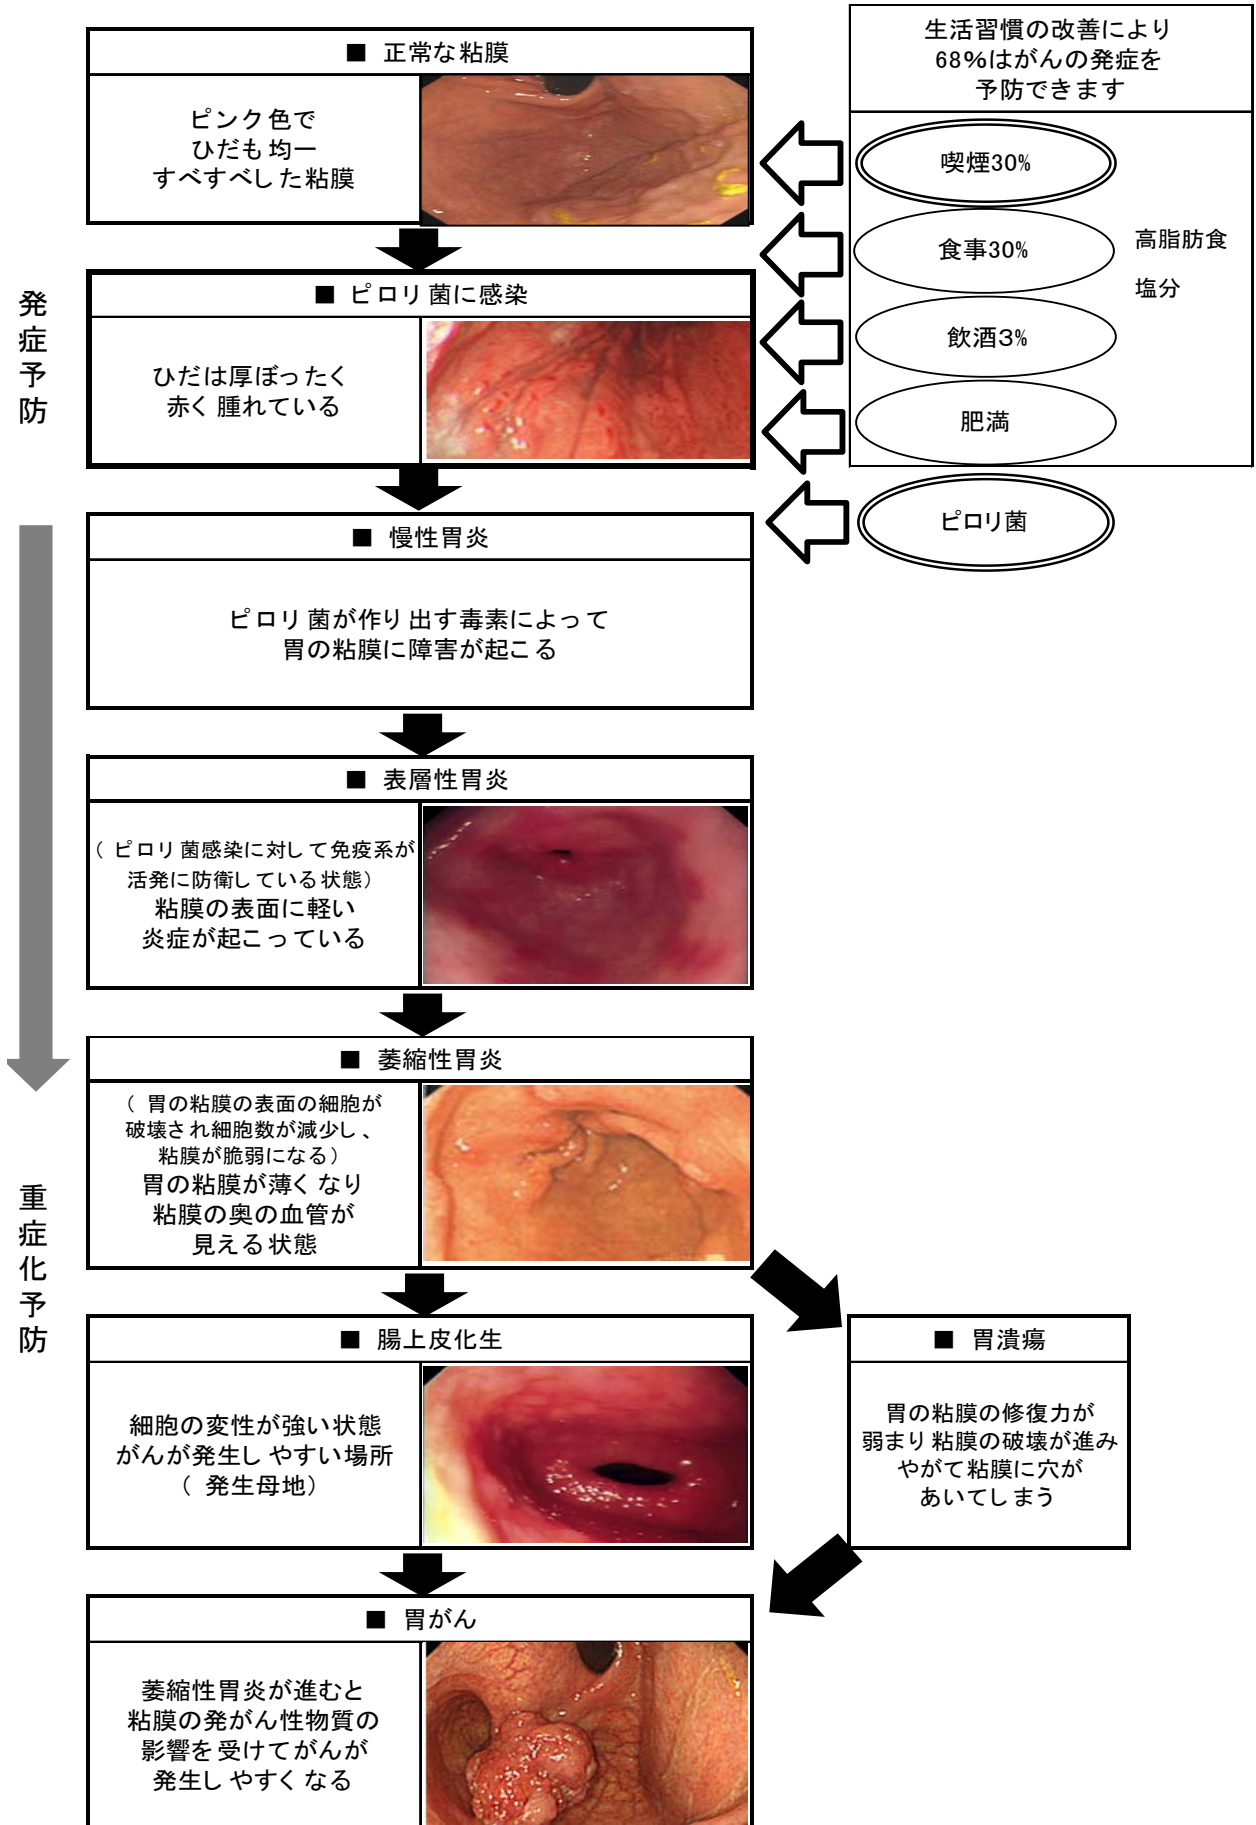 生活習慣の改善により
68%はがんの発症を
予防できます
■ 正常な粘膜
ピンク色で
ひだも均一
すべすべした粘膜
喫煙30%
食事30%
高脂肪食
塩分
飲酒3%
肥満
ピロリ菌
発症予防
■ ピロリ菌に感染
ひだは厚ぼったく
赤く腫れている
■ 慢性胃炎
ピロリ菌が作り出す毒素によって
胃の粘膜に障害が起こる
■ 表層性胃炎
(ピロリ菌感染に対して免疫系が
活発に防衛している状態)
粘膜の表面に軽い
炎症が起こっている
■ 萎縮性胃炎
(胃の粘膜の表面の細胞が
破壊され細胞数が減少し、
粘膜が脆弱になる)
胃の粘膜が薄くなり
粘膜の奥の血管が
見える状態
重症化予防
■ 腸上皮化生
細胞の変性が強い状態
がんが発生しやすい場所
(発生母地)
■ 胃潰瘍
胃の粘膜の修復力が
弱まり粘膜の破壊が進み
やがて粘膜に穴が
あいてしまう
■ 胃がん
萎縮性胃炎が進むと
粘膜の発がん性物質の
影響を受けてがんが
発生しやすくなる